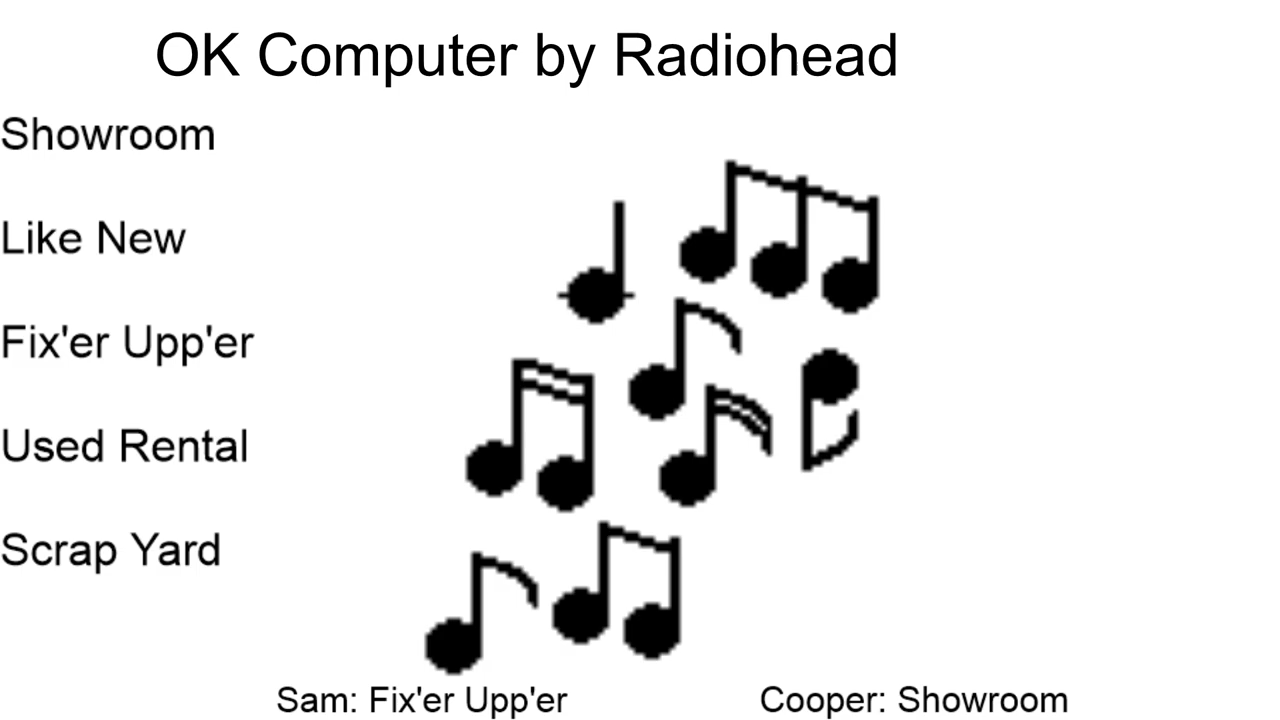 OK Computer by Radiohead
Showroom
Like New
Fix'er Upp'er
Used Rental
Scrap Yard
Sam: Fix'er Upp'er
Cooper: Showroom